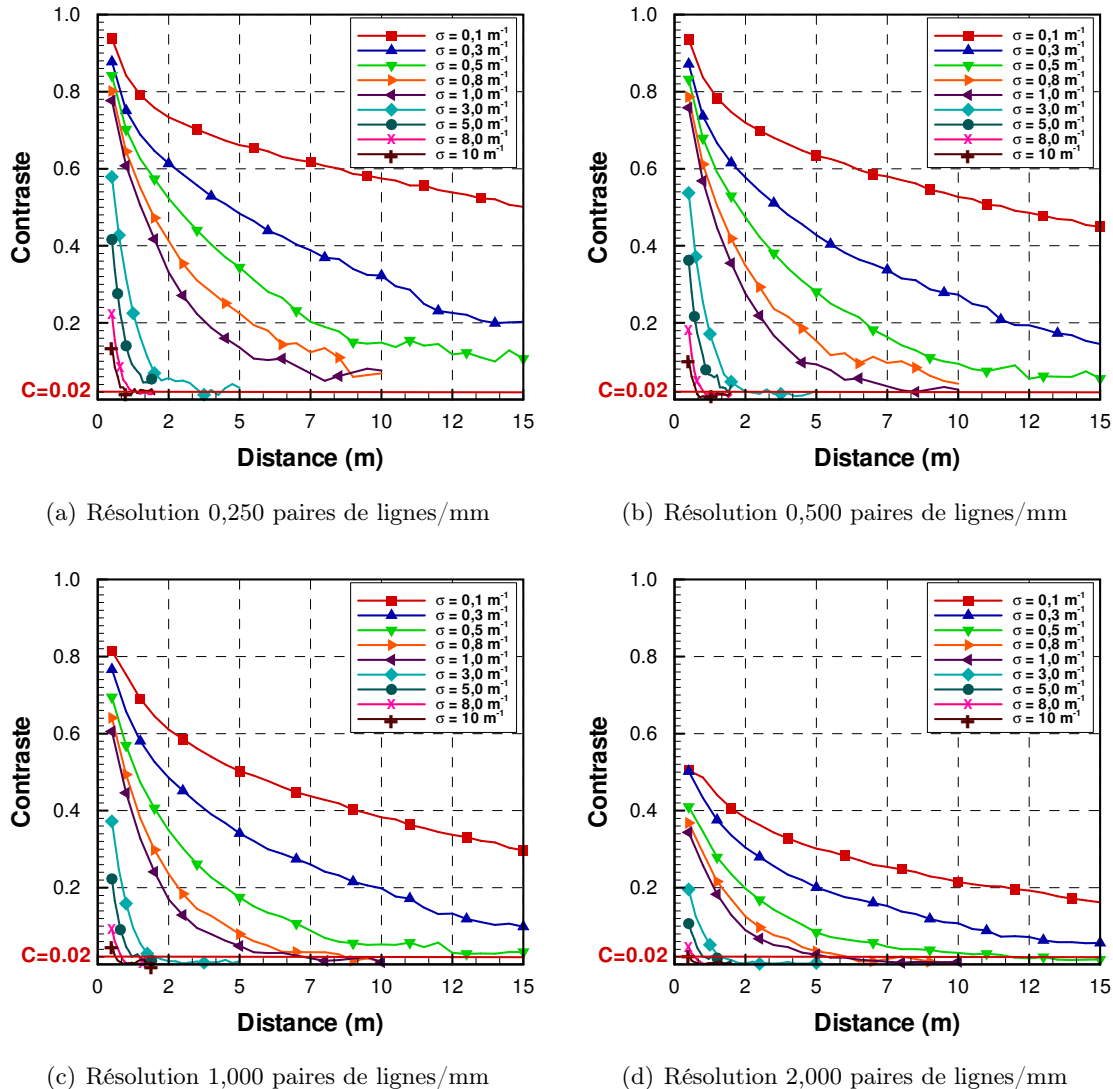 1.0
0.8
0.6
0.4
0.2
C=0.02
Contraste
σ = 0,1 m⁻¹
σ = 0,3 m⁻¹
σ = 0,5 m⁻¹
σ = 0,8 m⁻¹
σ = 1,0 m⁻¹
σ = 3,0 m⁻¹
σ = 5,0 m⁻¹
σ = 8,0 m⁻¹
σ = 10 m⁻¹
0 2 5 7 10 12 15
Distance (m)
(a) Résolution 0,250 paires de lignes/mm
1.0
0.8
0.6
0.4
0.2
C=0.02
Contraste
σ = 0,1 m⁻¹
σ = 0,3 m⁻¹
σ = 0,5 m⁻¹
σ = 0,8 m⁻¹
σ = 1,0 m⁻¹
σ = 3,0 m⁻¹
σ = 5,0 m⁻¹
σ = 8,0 m⁻¹
σ = 10 m⁻¹
0 2 5 7 10 12 15
Distance (m)
(b) Résolution 0,500 paires de lignes/mm
1.0
0.8
0.6
0.4
0.2
C=0.02
Contraste
σ = 0,1 m⁻¹
σ = 0,3 m⁻¹
σ = 0,5 m⁻¹
σ = 0,8 m⁻¹
σ = 1,0 m⁻¹
σ = 3,0 m⁻¹
σ = 5,0 m⁻¹
σ = 8,0 m⁻¹
σ = 10 m⁻¹
0 2 5 7 10 12 15
Distance (m)
(c) Résolution 1,000 paires de lignes/mm
1.0
0.8
0.6
0.4
0.2
C=0.02
Contraste
σ = 0,1 m⁻¹
σ = 0,3 m⁻¹
σ = 0,5 m⁻¹
σ = 0,8 m⁻¹
σ = 1,0 m⁻¹
σ = 3,0 m⁻¹
σ = 5,0 m⁻¹
σ = 8,0 m⁻¹
σ = 10 m⁻¹
0 2 5 7 10 12 15
Distance (m)
(d) Résolution 2,000 paires de lignes/mm